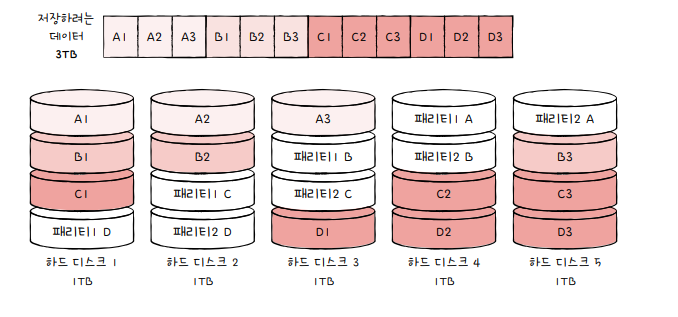 저장하려는
데이터
3TB
A1 A2 A3 B1 B2 B3 C1 C2 C3 D1 D2 D3
A1 A2 A3 패리티1 A 패리티2 A
B1 B2 패리티1 B 패리티2 B B3
C1 패리티1 C 패리티2 C C2 C3
패리티1 D 패리티2 D D1 D2 D3
하드 디스크 1 하드 디스크 2 하드 디스크 3 하드 디스크 4 하드 디스크 5
1TB 1TB 1TB 1TB 1TB